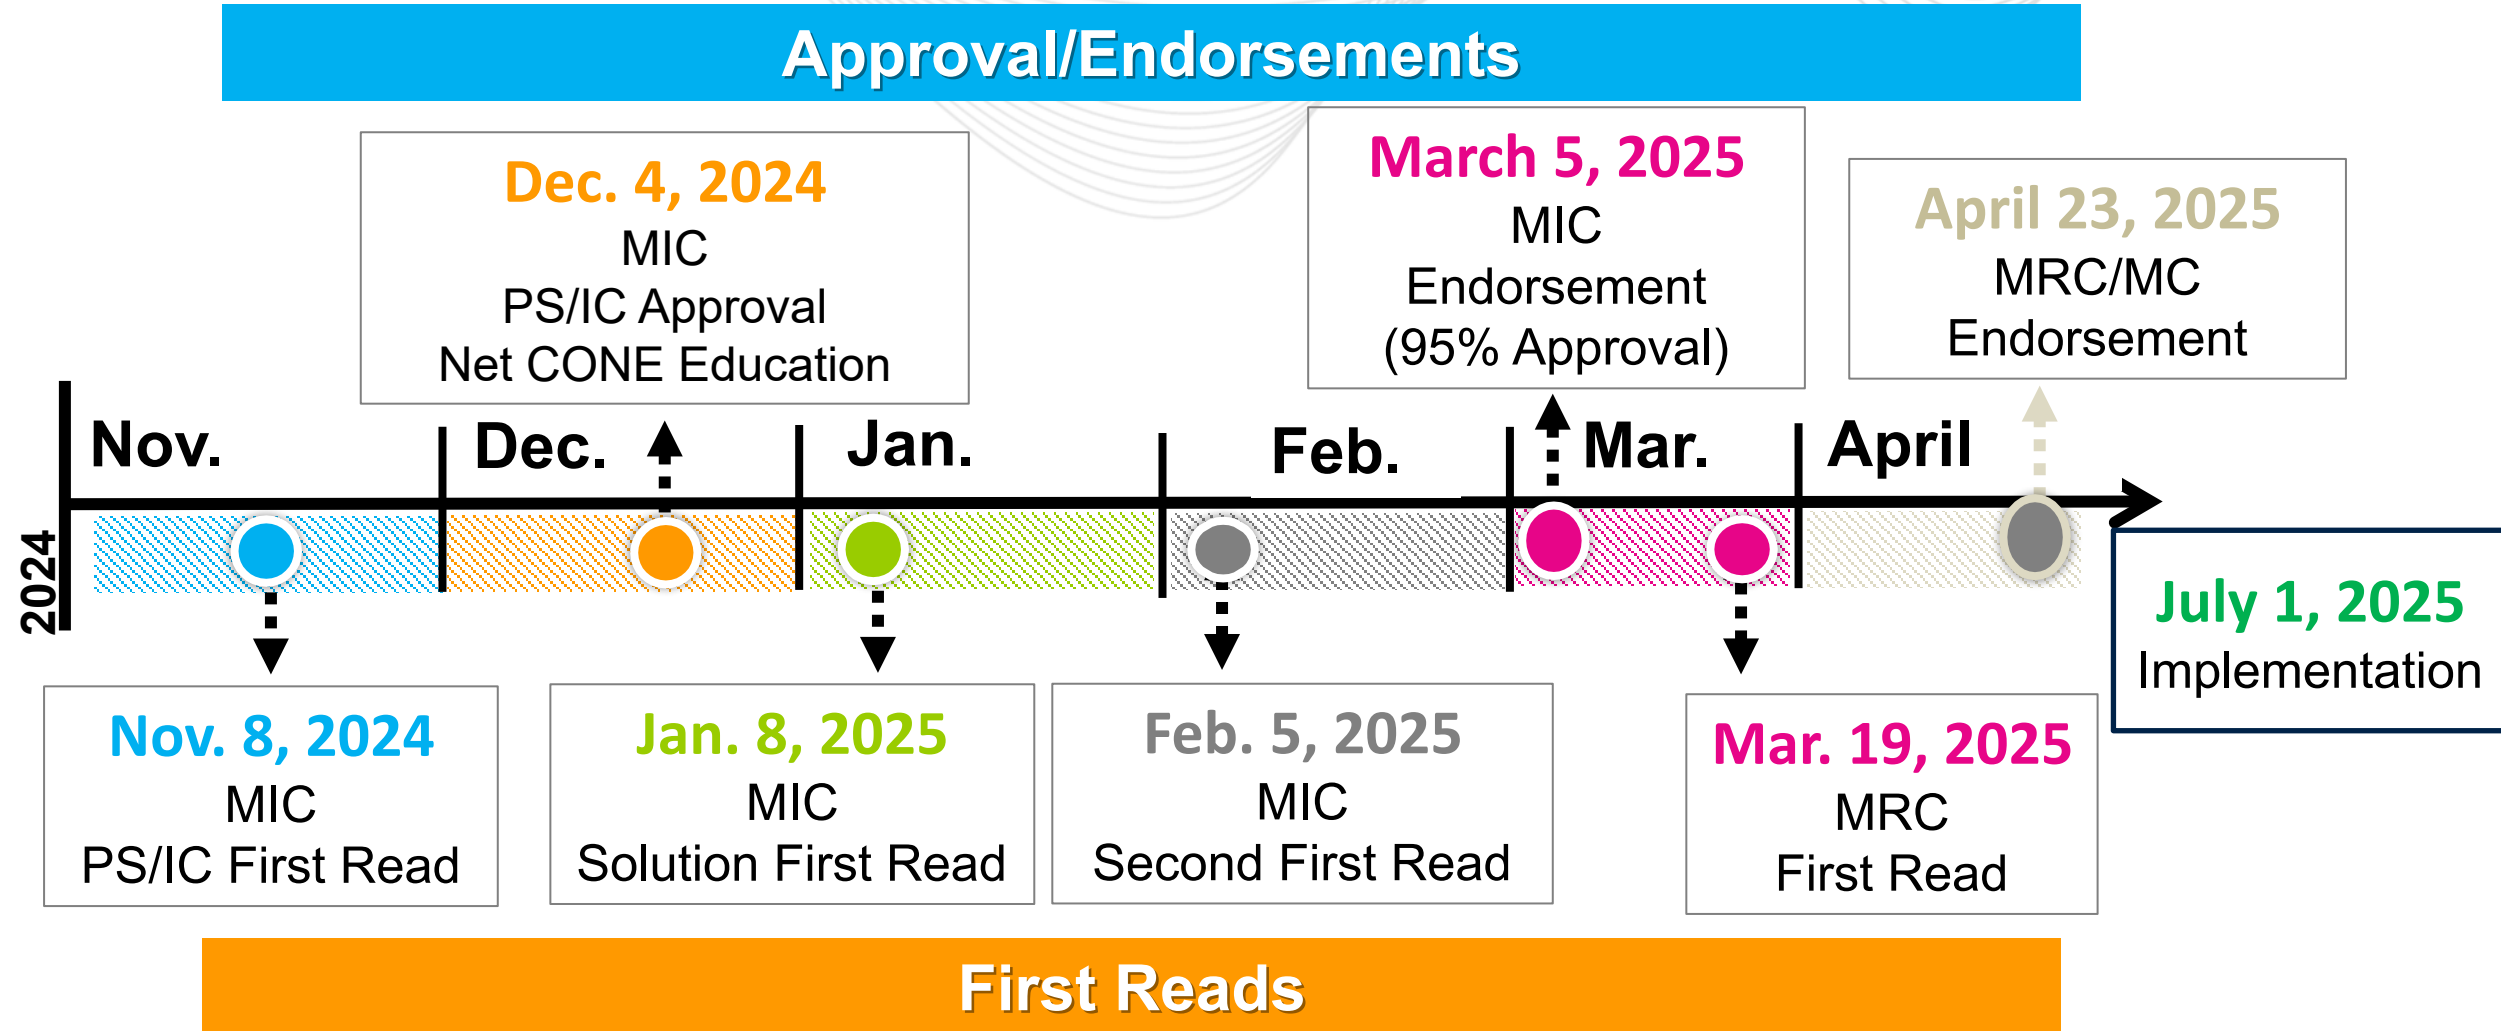 Approval/Endorsements
Dec. 4, 2024
MIC
PS/IC Approval
Net CONE Education
March 5, 2025
MIC
Endorsement
(95% Approval)
April 23, 2025
MRC/MC
Endorsement
2024
Nov.
Dec.
Jan.
Feb.
Mar.
April
July 1, 2025
Implementation
Nov. 8, 2024
MIC
PS/IC First Read
Jan. 8, 2025
MIC
Solution First Read
Feb. 5, 2025
MIC
Second First Read
Mar. 19, 2025
MRC
First Read
First Reads